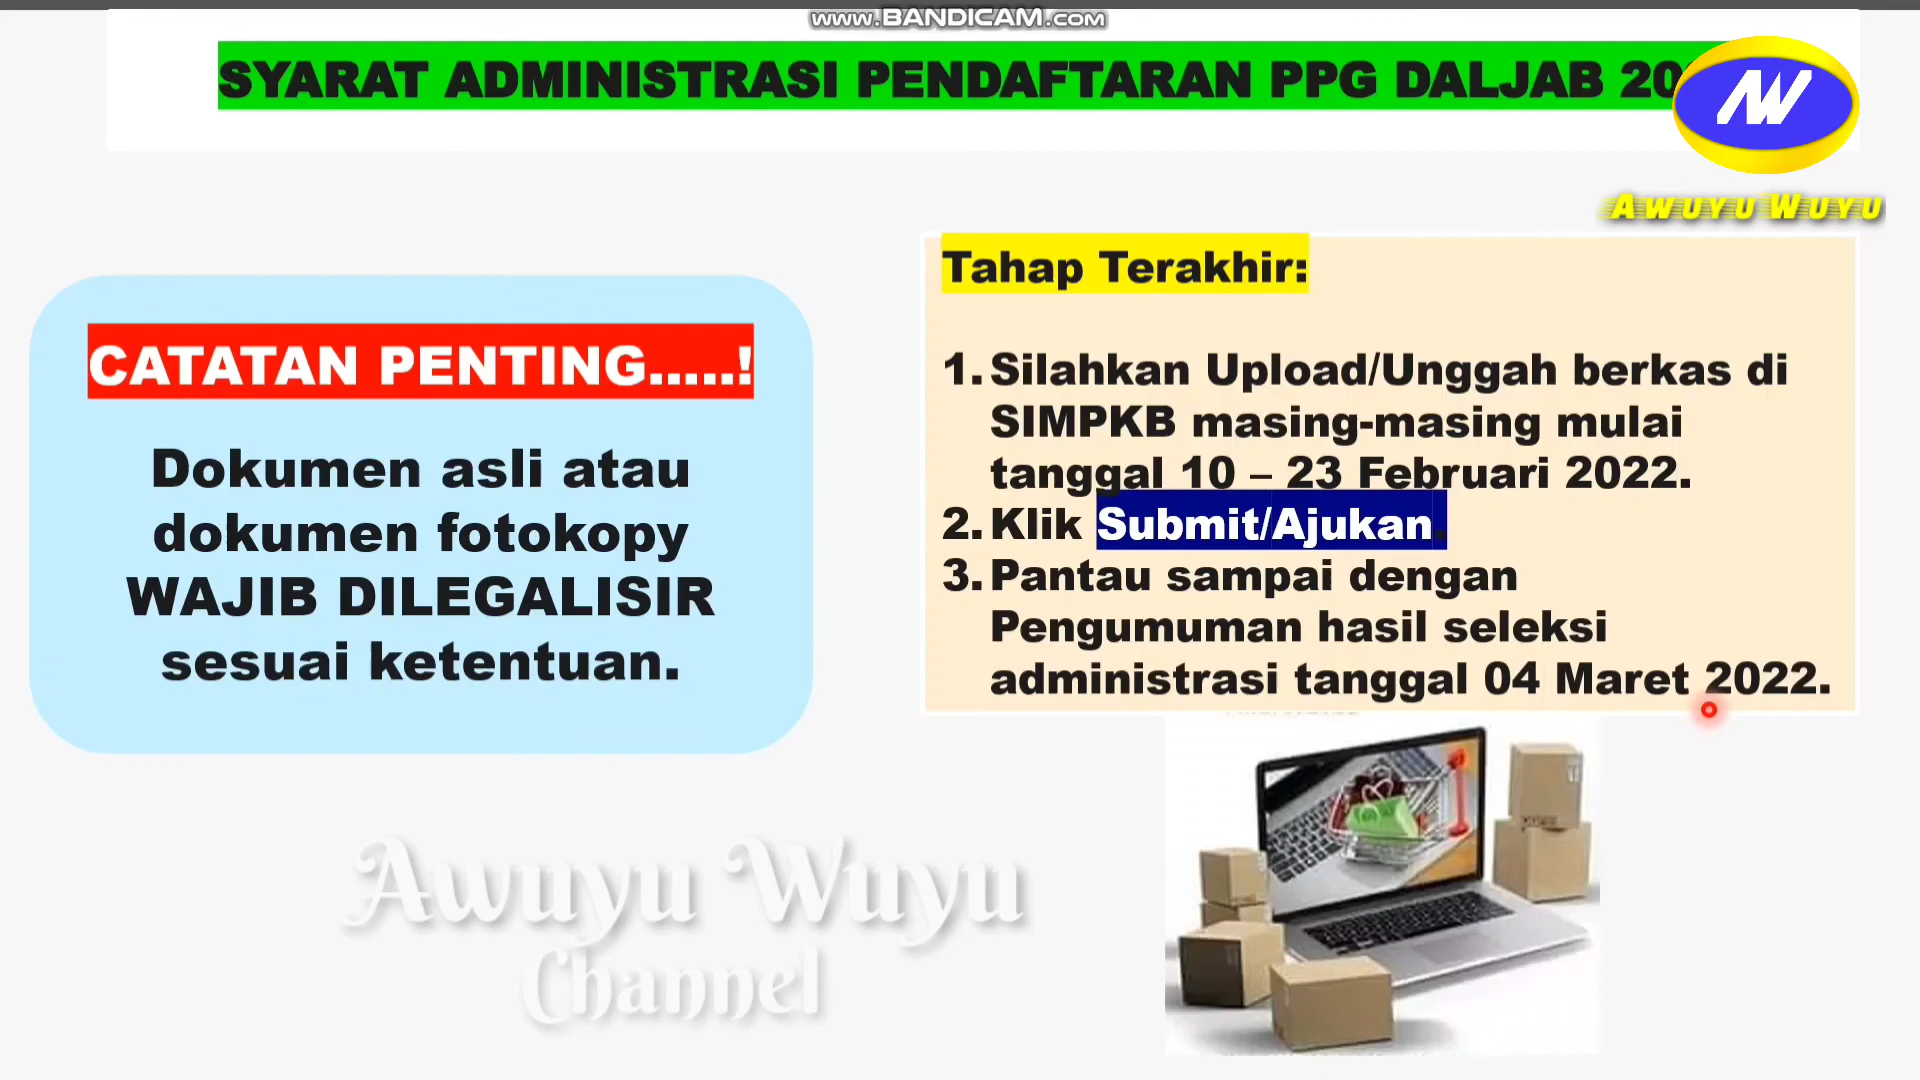 www.BANDICAM.com
SYARAT ADMINISTRASI PENDAFTARAN PPG DALJAB 20
AW
AWUYU WUYU
CATATAN PENTING.....!
Dokumen asli atau
dokumen fotokopy
WAJIB DILEGALISIR
sesuai ketentuan.
Tahap Terakhir:
1. Silahkan Upload/Unggah berkas di
SIMPKB masing-masing mulai
tanggal 10 – 23 Februari 2022.
2. Klik Submit/Ajukan.
3. Pantau sampai dengan
Pengumuman hasil seleksi
administrasi tanggal 04 Maret 2022.
Awuyu Wuyu
Channel